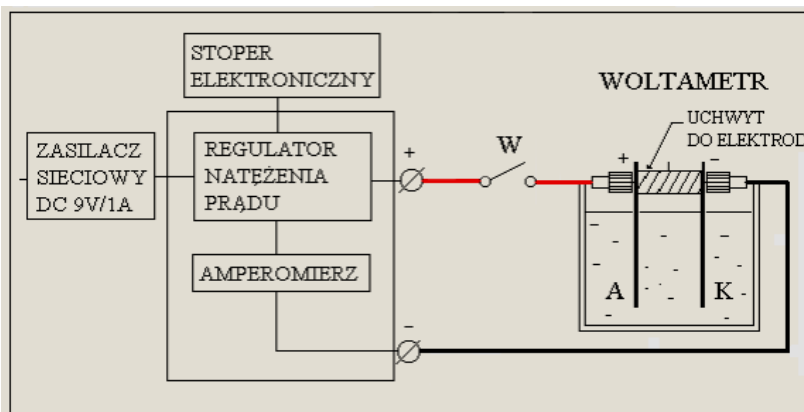 STOPER
ELEKTRONICZNY
WOLTAMETR
UCHWYT
DO ELEKTROD
ZASILACZ
SIECIOWY
DC 9V/1A
REGULATOR
NATĘŻENIA
PRĄDU
+
W
+
-
AMPEROMIERZ
A
K
-